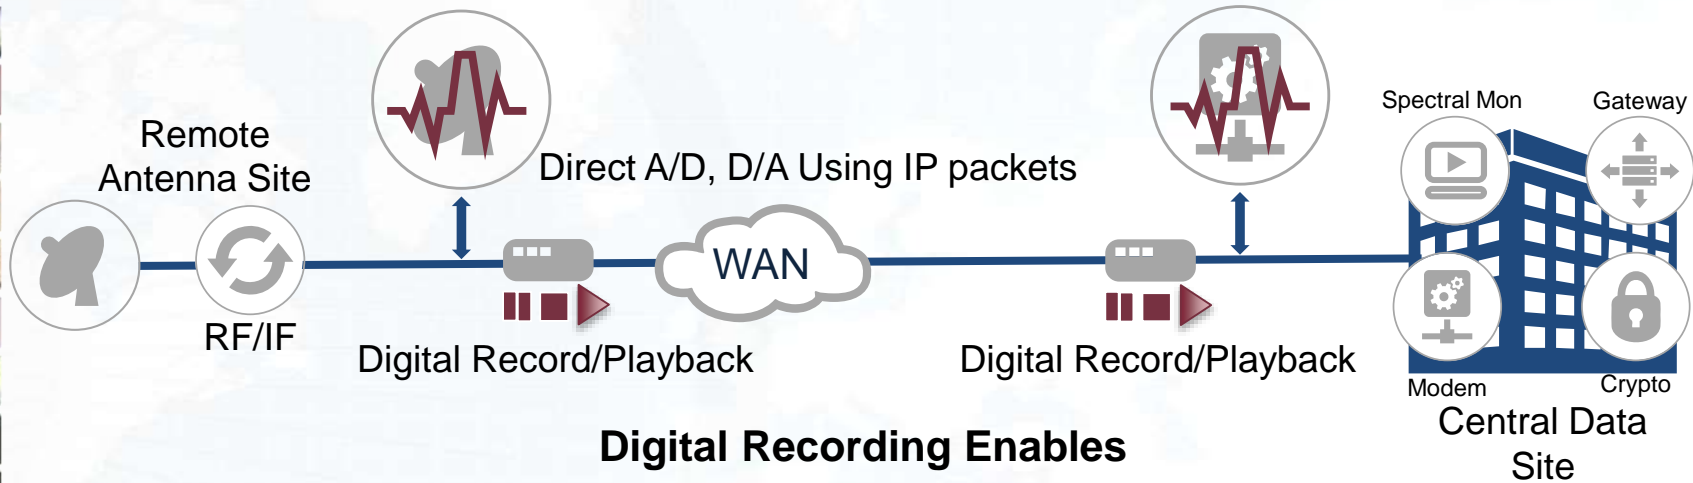 Remote
Antenna Site
RF/IF
Direct A/D, D/A Using IP packets
WAN
Digital Record/Playback
Digital Record/Playback
Spectral Mon
Gateway
Modem
Crypto
Central Data
Site
Digital Recording Enables